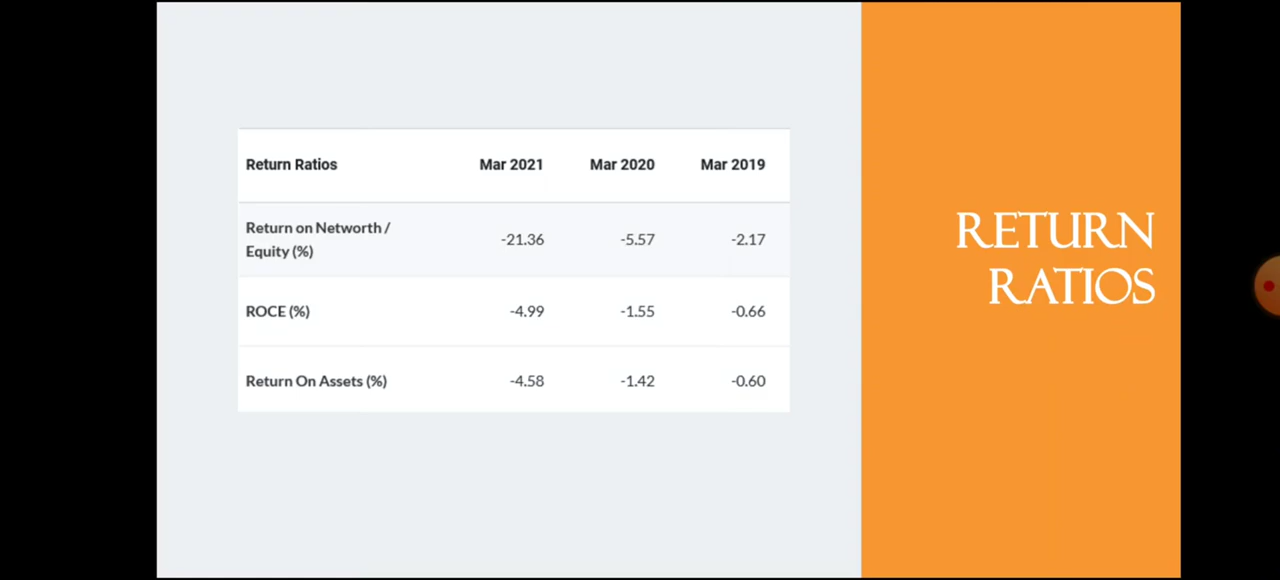 Return Ratios Mar 2021 Mar 2020 Mar 2019
Return on Networth /
Equity (%) -21.36 -5.57 -2.17
ROCE (%) -4.99 -1.55 -0.66
Return On Assets (%) -4.58 -1.42 -0.60
RETURN
RATIOS